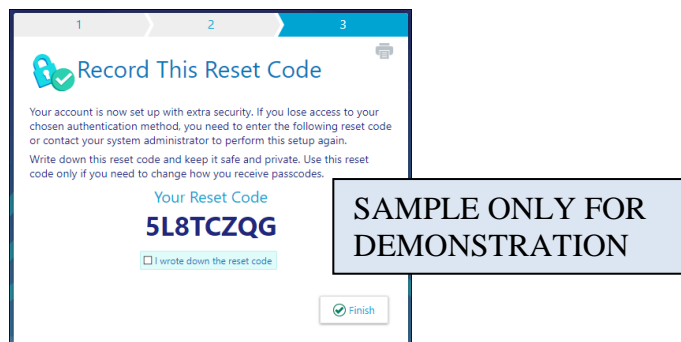 1 2 3
Record This Reset Code
Your account is now set up with extra security. If you lose access to your
chosen authentication method, you need to enter the following reset code
or contact your system administrator to perform this setup again.
Write down this reset code and keep it safe and private. Use this reset
code only if you need to change how you receive passcodes.
Your Reset Code
5L8TCZQG
I wrote down the reset code
Finish
SAMPLE ONLY FOR
DEMONSTRATION